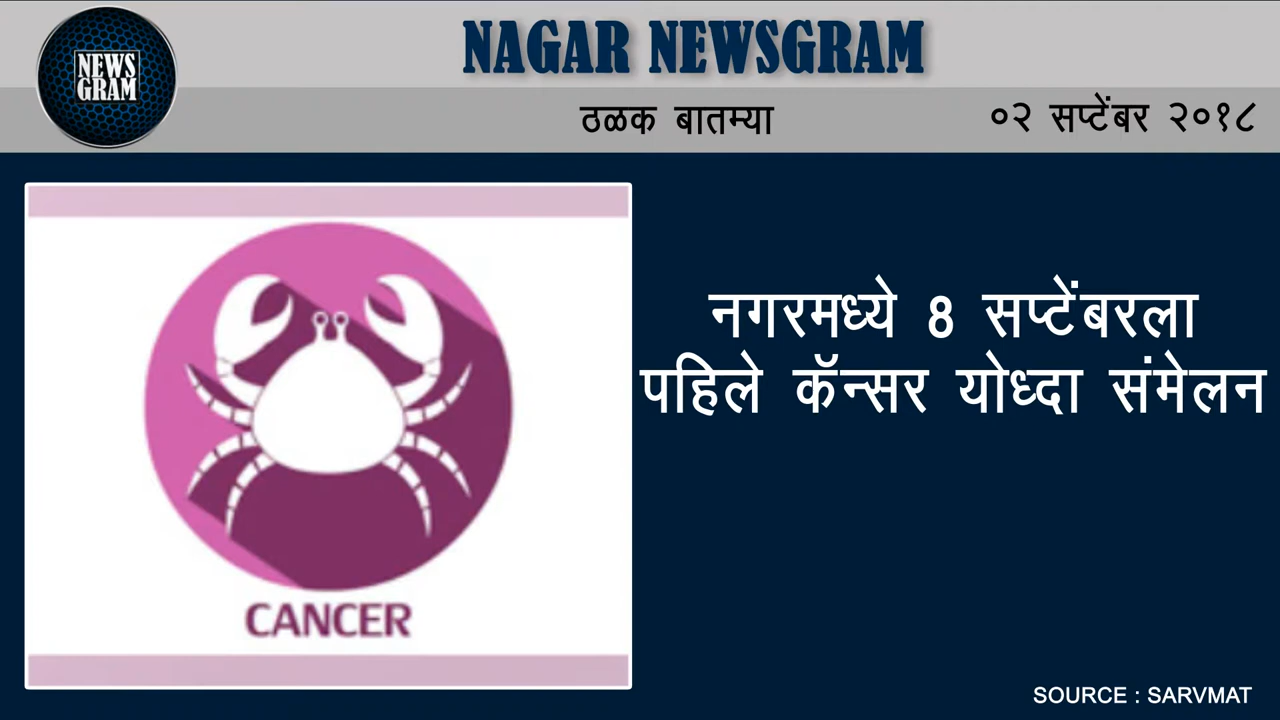 NEWS
GRAM
NAGAR NEWSGRAM
ठळक बातम्या
०२ सप्टेंबर २०१८
नगरमध्ये 8 सप्टेंबरला
पहिले कॅन्सर योध्दा संमेलन
CANCER
SOURCE : SARVMAT